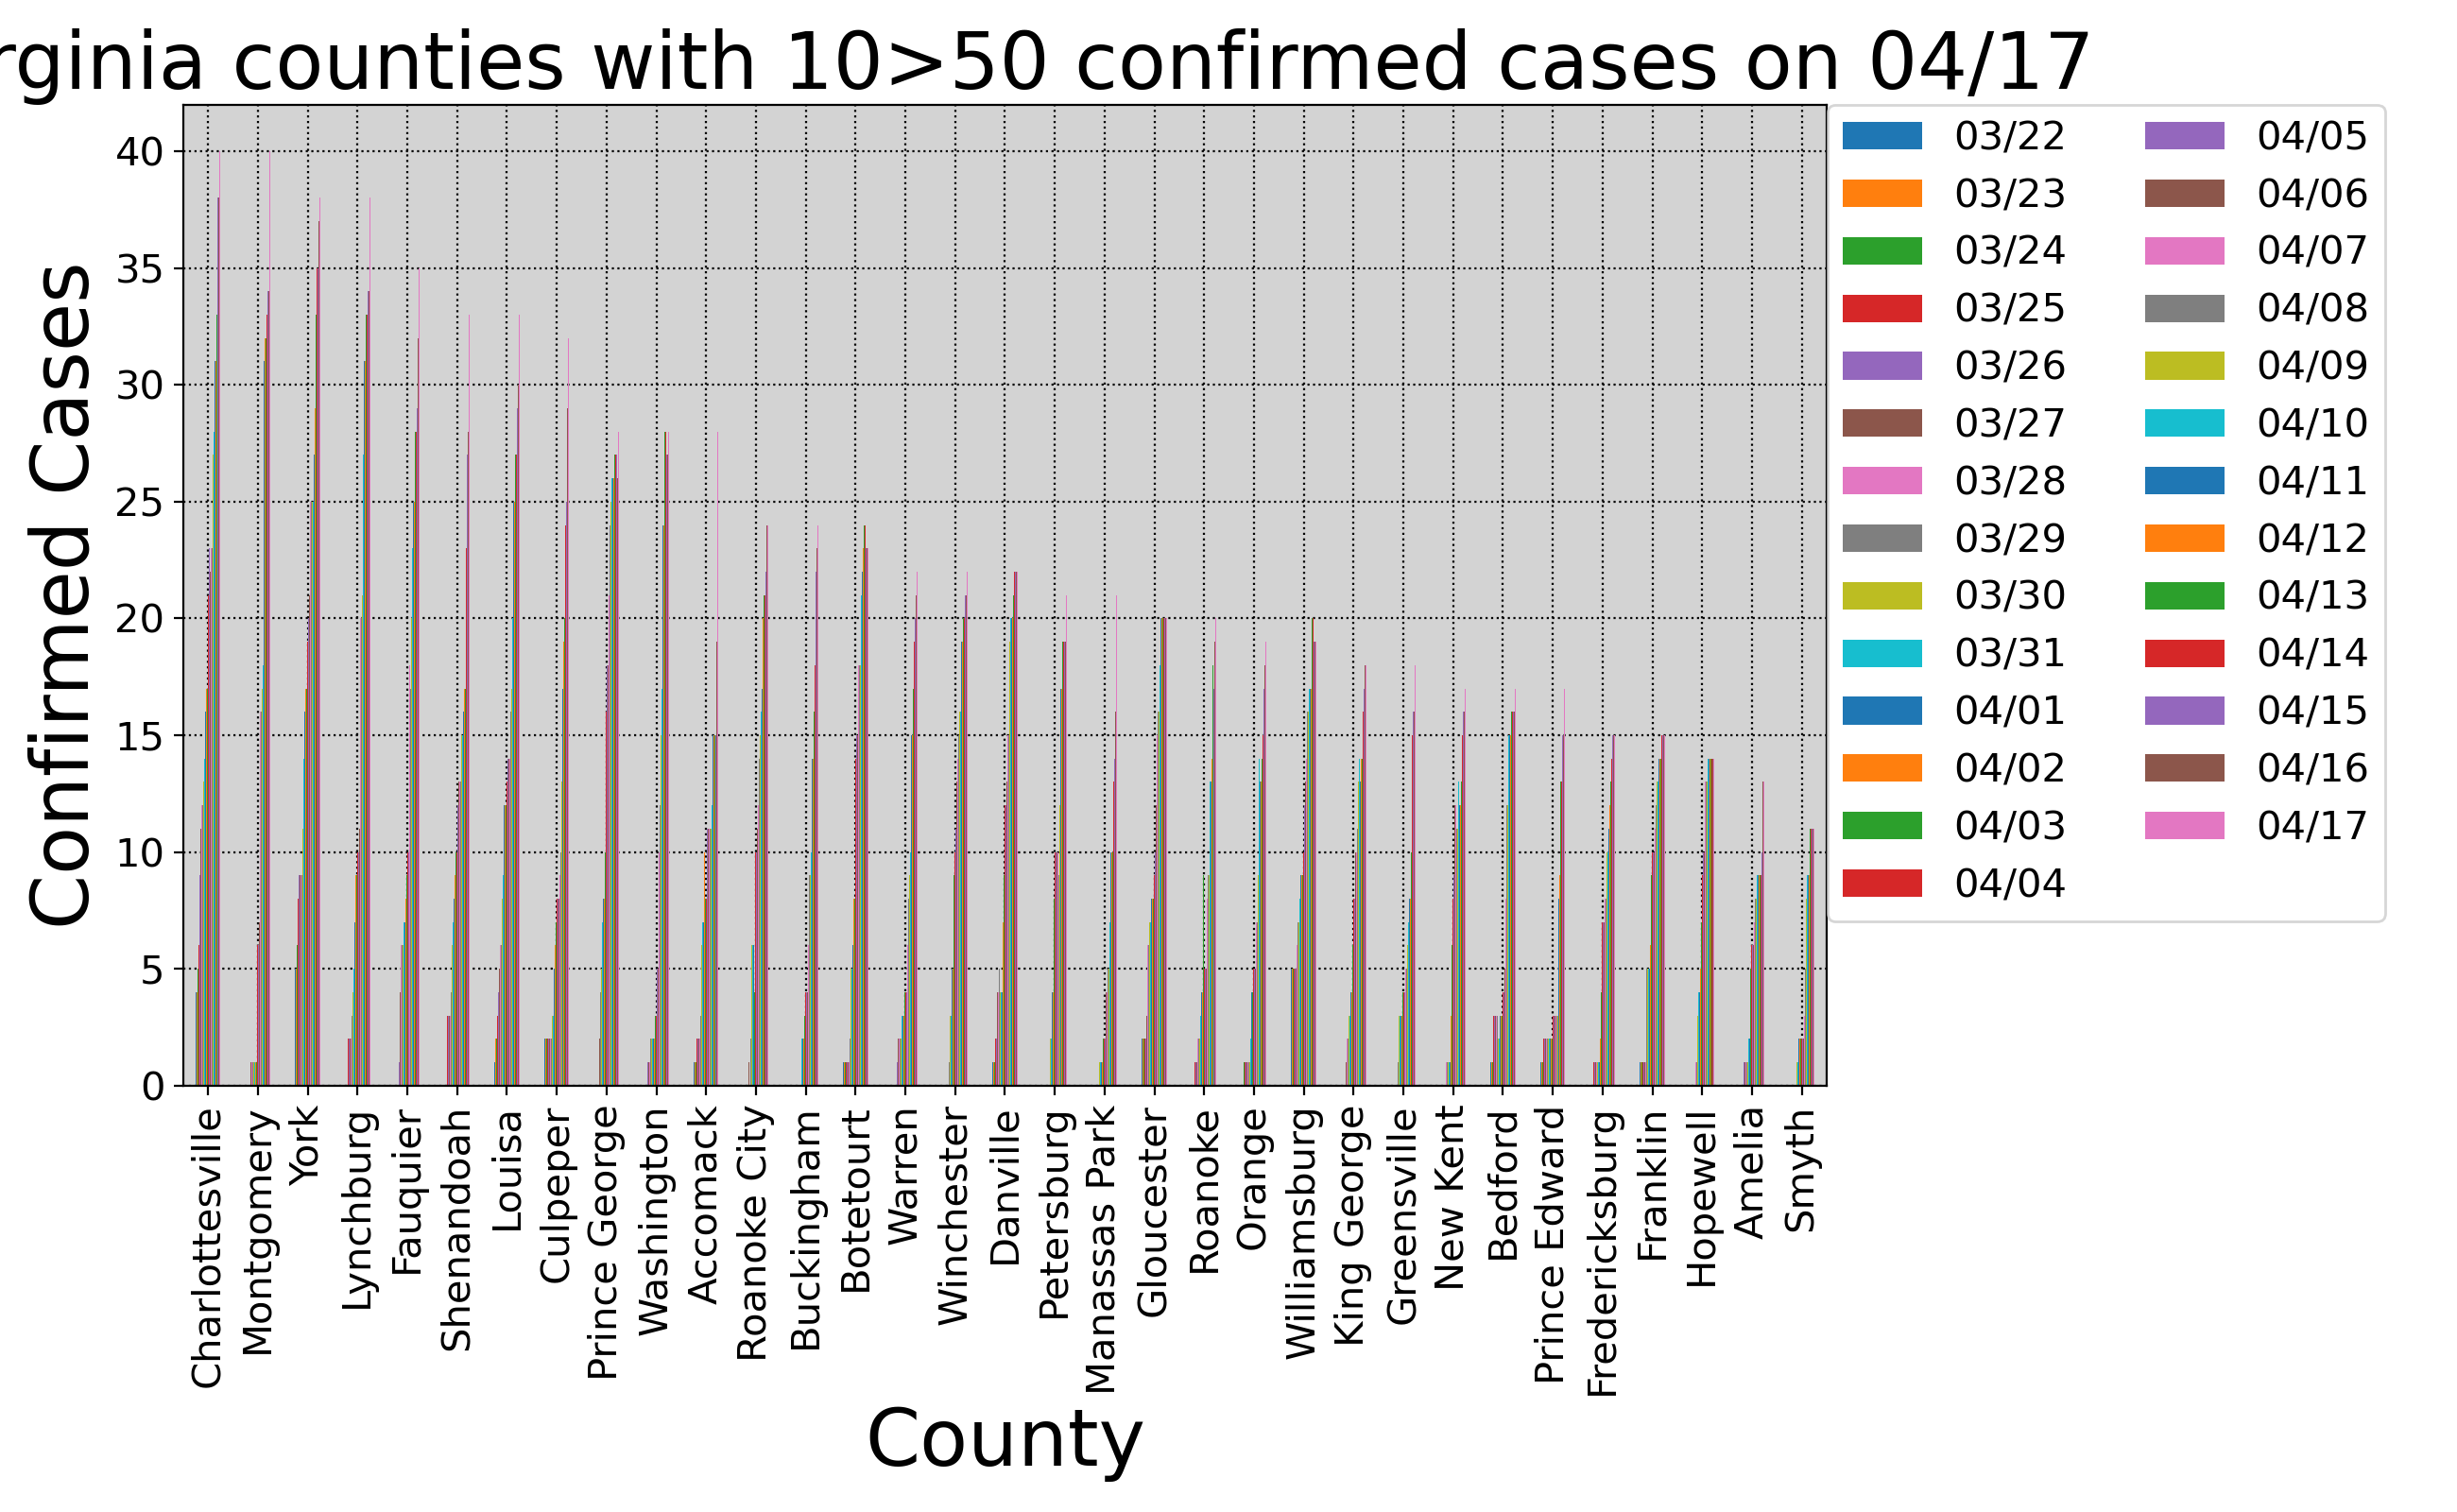 rginia counties with 10>50 confirmed cases on 04/17
Confirmed Cases
40
35
30
25
20
15
10
5
0
03/22
03/23
03/24
03/25
03/26
03/27
03/28
03/29
03/30
03/31
04/01
04/02
04/03
04/04
04/05
04/06
04/07
04/08
04/09
04/10
04/11
04/12
04/13
04/14
04/15
04/16
04/17
Charlottesville
Montgomery
York
Lynchburg
Fauquier
Shenandoah
Louisa
Culpeper
Prince George
Washington
Accomack
Roanoke City
Buckingham
Botetourt
Warren
Winchester
Danville
Petersburg
Manassas Park
Gloucester
Roanoke
Orange
Williamsburg
King George
Greensville
New Kent
Bedford
Prince Edward
Fredericksburg
Franklin
Hopewell
Amelia
Smyth
County